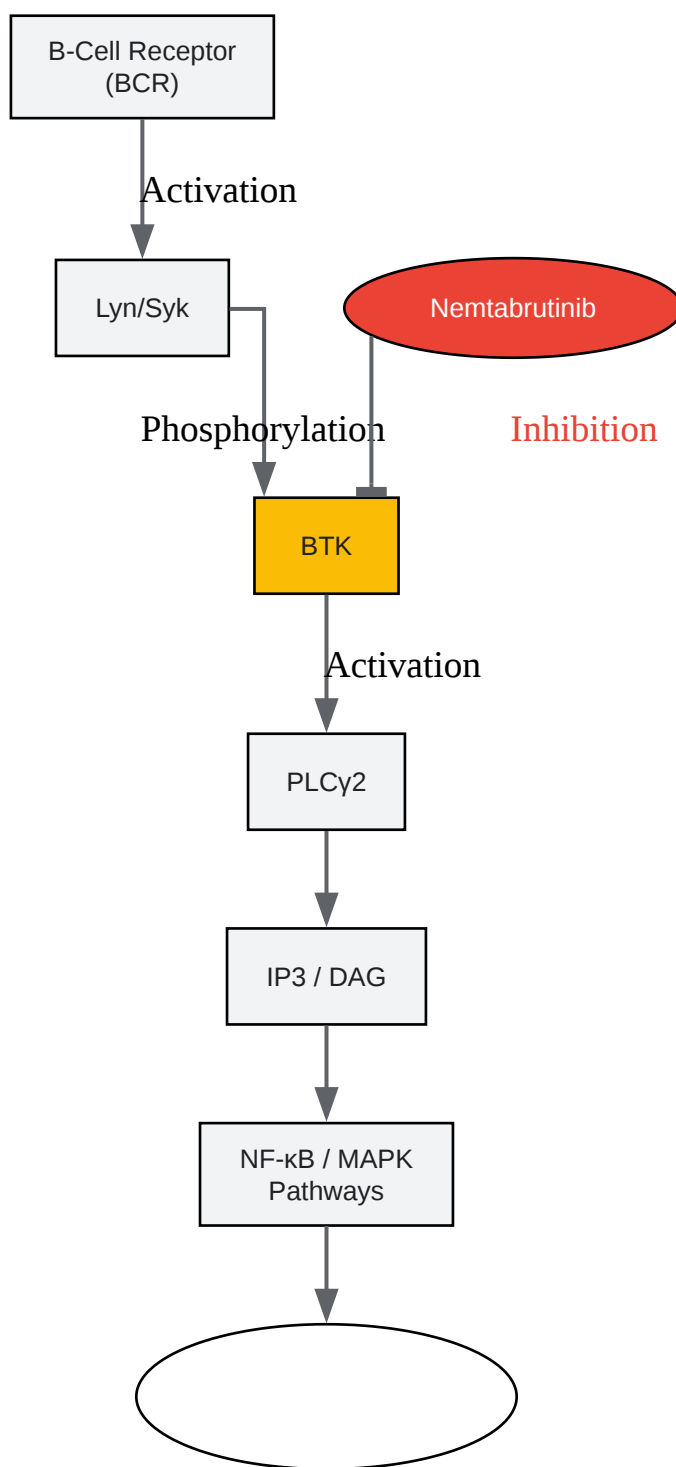 B-Cell Receptor
(BCR)
Activation
Lyn/Syk
Nemtabrutinib
Phosphorylation
Inhibition
BTK
Activation
PLCγ2
IP3 / DAG
NF-κB / MAPK
Pathways